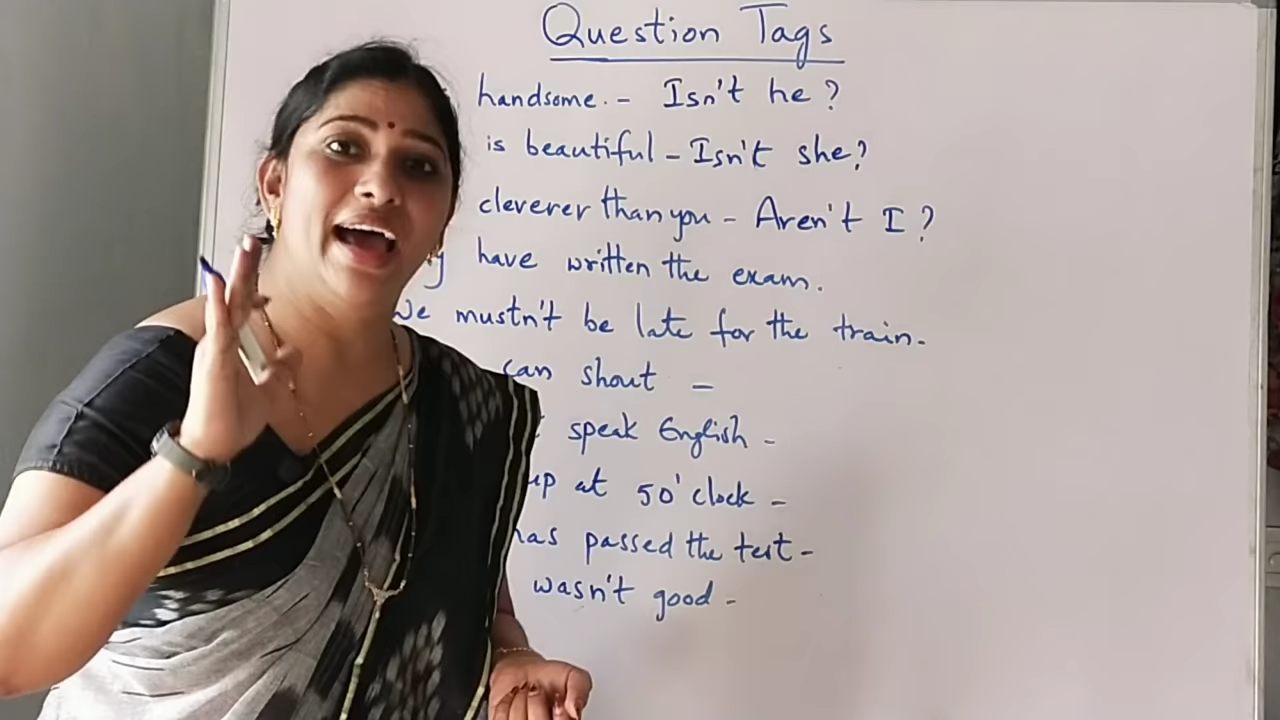 Question Tags
handsome. - Isn't he?
is beautiful - Isn't she?
cleverer than you - Aren't I?
have written the exam.
we mustn't be late for the train.
can shout -
speak English -
up at 50'clock -
has passed the test -
wasn't good -